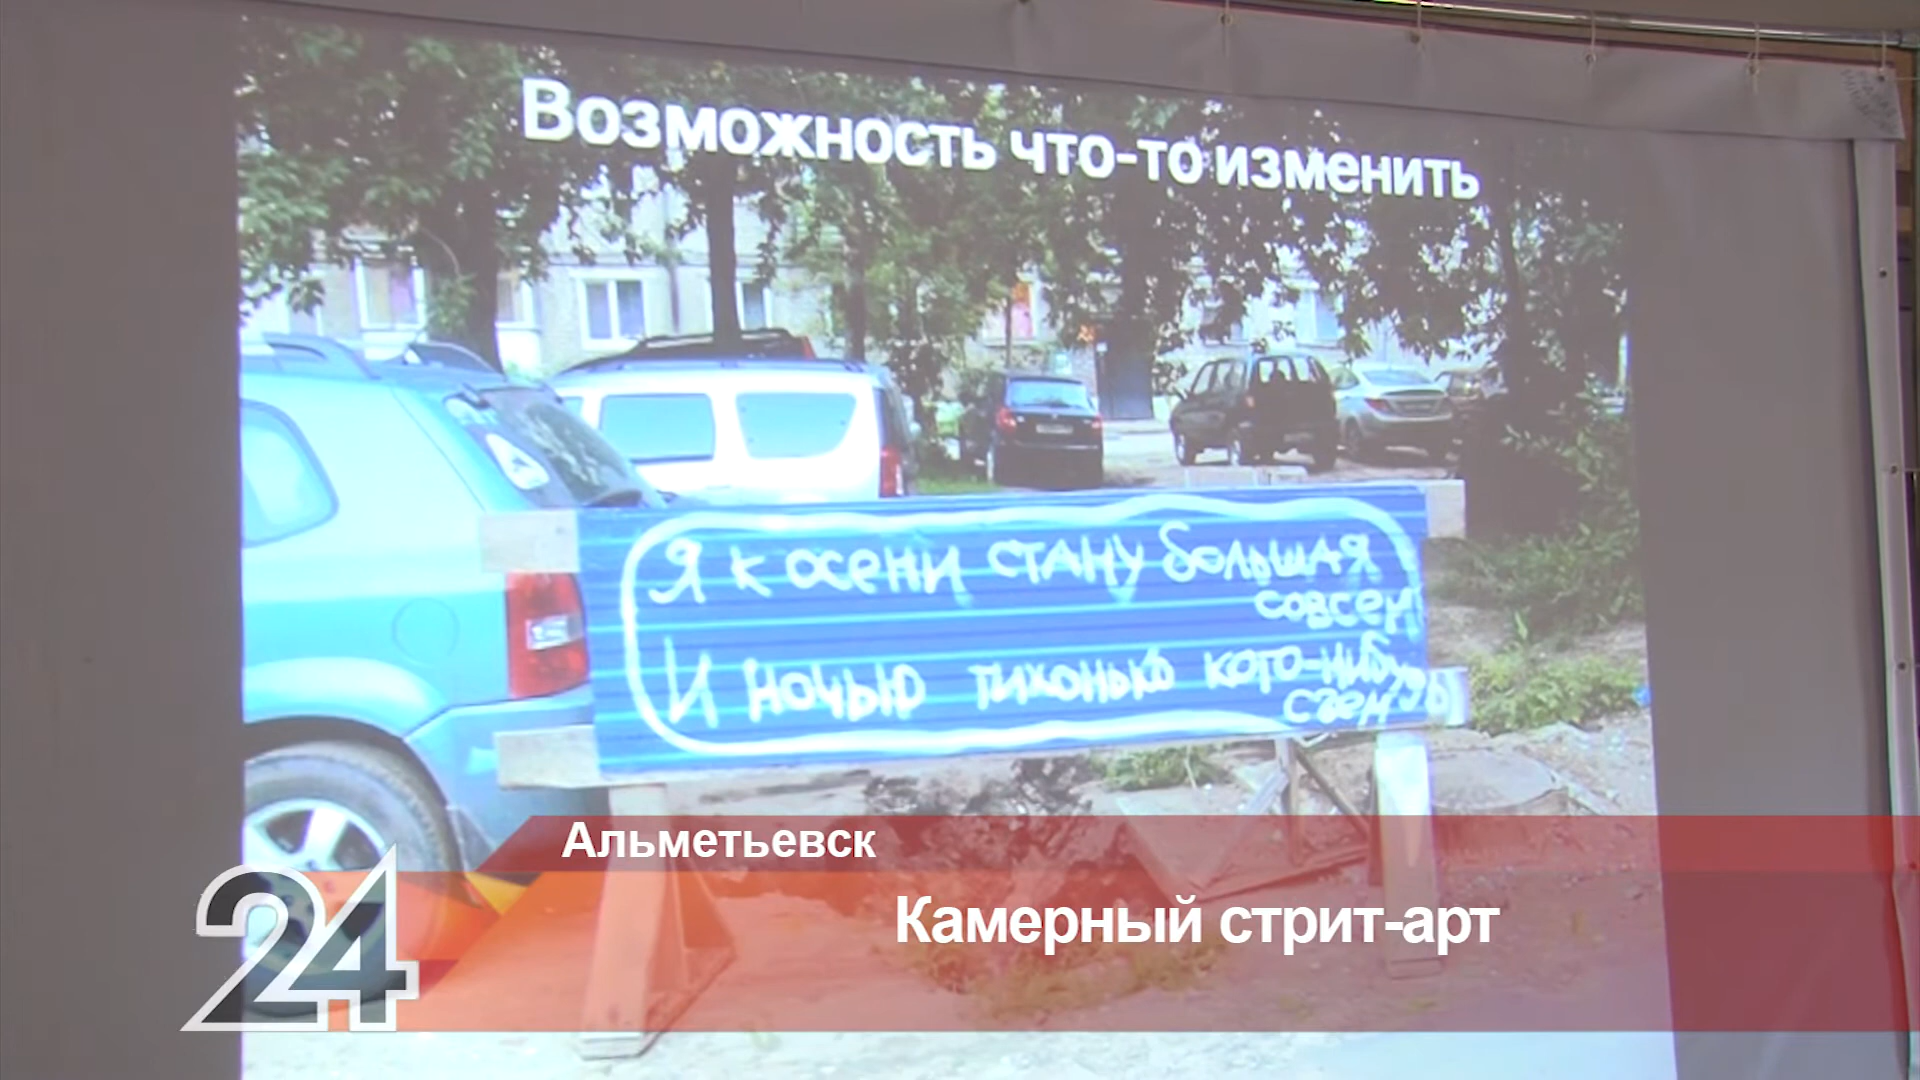 Возможность что-то изменить
Я к осени стану большая
совсем
И ночью тихонько кого-нибудь
съем
Альметьевск
Камерный стрит-арт
24